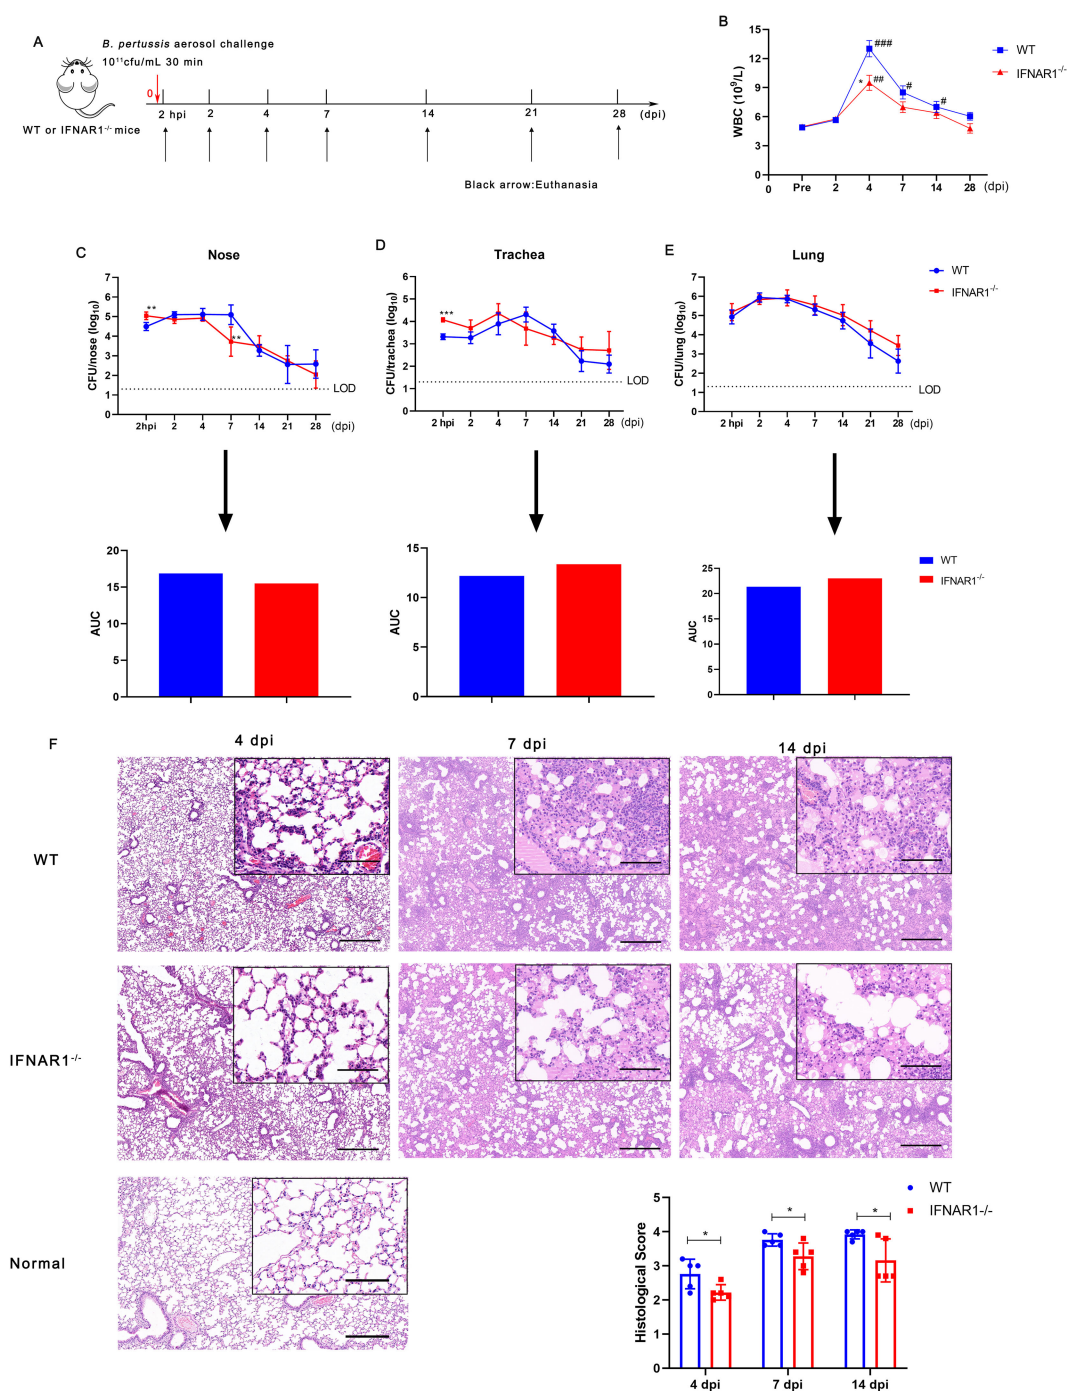 A
B. pertussis aerosol challenge
10¹¹cfu/mL 30 min
0
2 hpi 2 4 7 14 21 28 (dpi)
WT or IFNAR1⁻/⁻ mice
Black arrow:Euthanasia
B
WBC (10⁹/L)
15
12
9
6
3
0
Pre 2 4 7 14 28 (dpi)
###
*
##
#
#
WT
IFNAR1⁻/⁻
C
Nose
CFU/nose (log₁₀)
7
6
5
4
3
2
1
0
**
**
LOD
2hpi 2 4 7 14 21 28 (dpi)
D
Trachea
CFU/trachea (log₁₀)
6
5
4
3
2
1
0
***
LOD
2 hpi 2 4 7 14 21 28 (dpi)
E
Lung
CFU/lung (log₁₀)
7
6
5
4
3
2
1
0
LOD
2 hpi 2 4 7 14 21 28 (dpi)
WT
IFNAR1⁻/⁻
AUC
20
15
10
5
0
AUC
15
10
5
0
AUC
25
20
15
10
5
0
WT
IFNAR1⁻/⁻
F
4 dpi 7 dpi 14 dpi
WT
IFNAR1⁻/⁻
Normal
Histological Score
5
4
3
2
1
0
*
*
*
4 dpi 7 dpi 14 dpi
WT
IFNAR1-/-